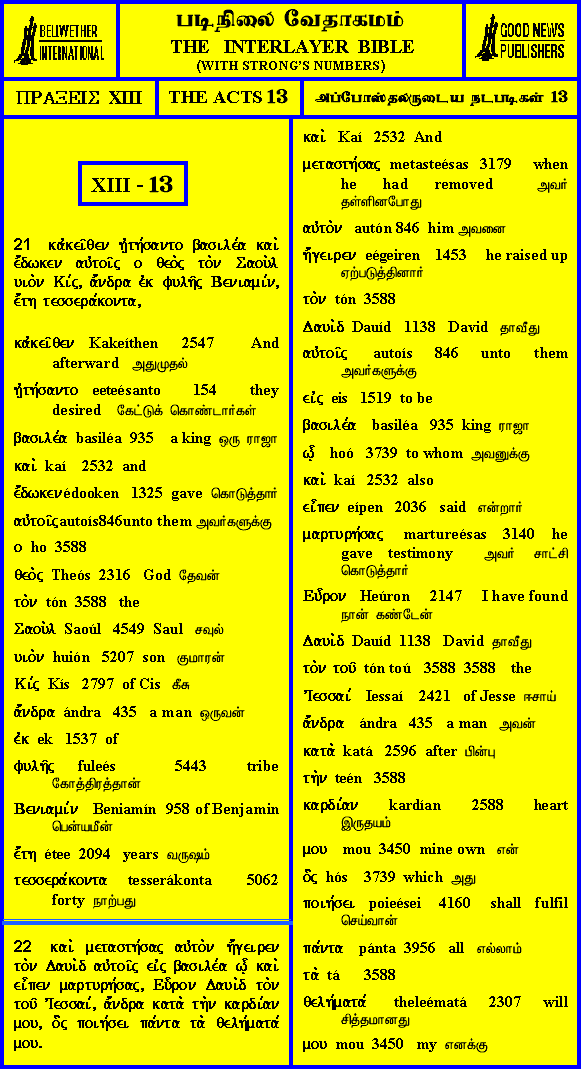 BELLWETHER
INTERNATIONAL
படிநிலை வேதாகமம்
THE INTERLAYER BIBLE
(WITH STRONG'S NUMBERS)
GOOD NEWS
PUBLISHERS
ΠΡΑΞΕΙΣ XIII
THE ACTS 13
அப்போஸ்தலருடைய நடபடிகள் 13
XIII - 13
21 κἀκεῖθεν ᾐτήσαντο βασιλέα καὶ
ἔδωκεν αὐτοῖς ο θεὸς τὸν Σαοὺλ
υιὸν Κίς, ἄνδρα ἐκ φυλῆς Βενιαμίν,
ἔτη τεσσεράκοντα,
κἀκεῖθεν Kakeíthen 2547 And
afterward அதுமுதல்
ᾐτήσαντο eeteésanto 154 they
desired கேட்டுக் கொண்டார்கள்
βασιλέα basiléa 935 a king ஒரு ராஜா
καὶ kaí 2532 and
ἔδωκεν édooken 1325 gave கொடுத்தார்
αὐτοῖς autoís 846 unto them அவர்களுக்கு
ο ho 3588
θεὸς Theós 2316 God தேவன்
τὸν tón 3588 the
Σαοὺλ Saoúl 4549 Saul சவுல்
υιὸν huión 5207 son குமாரன்
Κίς Kís 2797 of Cis கீசு
ἄνδρα ándra 435 a man ஒருவன்
ἐκ ek 1537 of
φυλῆς fuleés 5443 tribe
கோத்திரத்தான்
Βενιαμίν Beniamín 958 of Benjamin
பென்யமீன்
ἔτη étee 2094 years வருஷம்
τεσσεράκοντα tesserákonta 5062
forty நாற்பது
22 καὶ μεταστήσας αὐτὸν ἤγειρεν
τὸν Δαυὶδ αὐτοῖς εἰς βασιλέα ᾧ καὶ
εἶπεν μαρτυρήσας, Εὗρον Δαυὶδ τὸν
τοῦ Ἰεσσαί, ἄνδρα κατὰ τὴν καρδίαν
μου, ὃς ποιήσει πάντα τὰ θελήματά
μου.
καὶ Kaí 2532 And
μεταστήσας metasteésas 3179 when
he had removed அவர்
தள்ளினபோது
αὐτὸν autón 846 him அவனை
ἤγειρεν eégeiren 1453 he raised up
ஏற்படுத்தினார்
τὸν tón 3588
Δαυὶδ Dauíd 1138 David தாவீது
αὐτοῖς autoís 846 unto them
அவர்களுக்கு
εἰς eis 1519 to be
βασιλέα basiléa 935 king ராஜா
ᾧ hoó 3739 to whom அவனுக்கு
καὶ kaí 2532 also
εἶπεν eípen 2036 said என்றார்
μαρτυρήσας martureésas 3140 he
gave testimony அவர் சாட்சி
கொடுத்தார்
Εὗρον Heúron 2147 I have found
நான் கண்டேன்
Δαυὶδ Dauíd 1138 David தாவீது
τὸν τοῦ tón toú 3588 3588 the
Ἰεσσαί Iessaí 2421 of Jesse ஈசாய்
ἄνδρα ándra 435 a man அவன்
κατὰ katá 2596 after பின்பு
τὴν teén 3588
καρδίαν kardían 2588 heart
இருதயம்
μου mou 3450 mine own என்
ὃς hós 3739 which அது
ποιήσει poieései 4160 shall fulfil
செய்வான்
πάντα pánta 3956 all எல்லாம்
τὰ tá 3588
θελήματά theleématá 2307 will
சித்தமானது
μου mou 3450 my எனக்கு